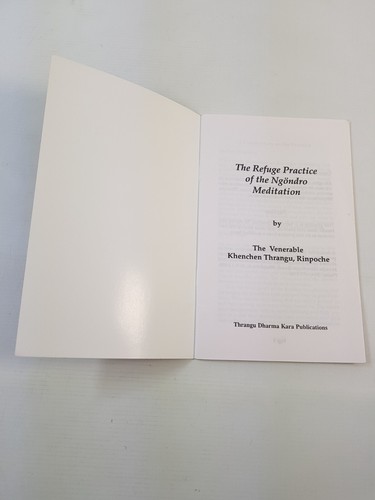 The Refuge Practice
of the Ngöndro
Meditation
by
The Venerable
Khenchen Thrangu, Rinpoche
Thrangu Dharma Kara Publications